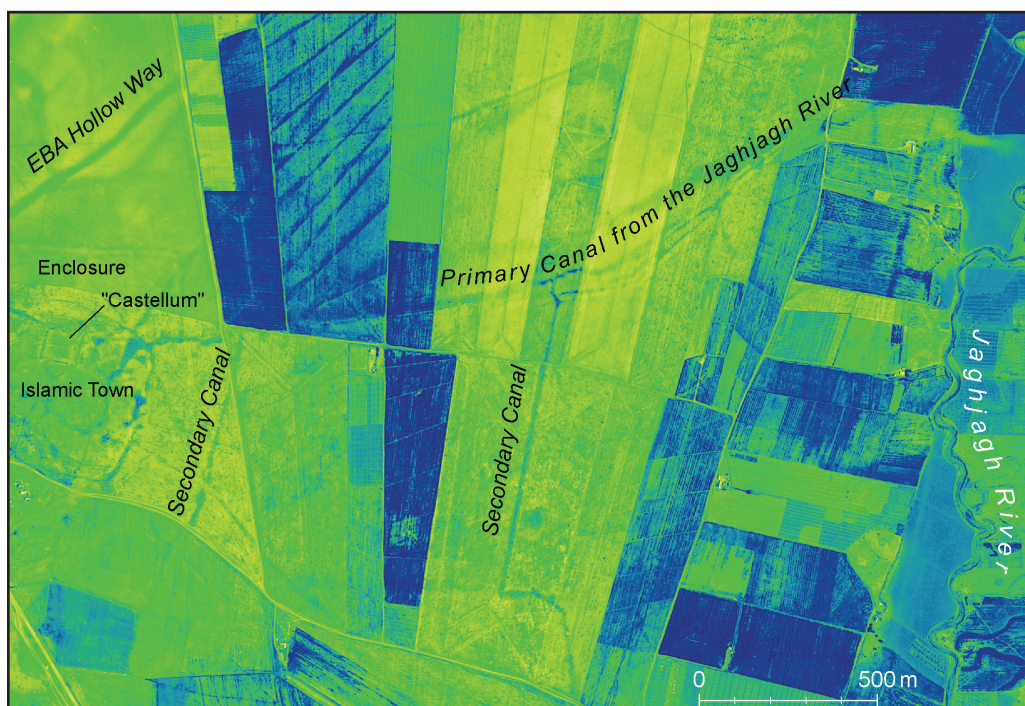 EBA Hollow Way
Primary Canal from the Jaghjagh River
Enclosure
"Castellum"
Islamic Town
Secondary Canal
Secondary Canal
Jaghjagh River
0 500 m